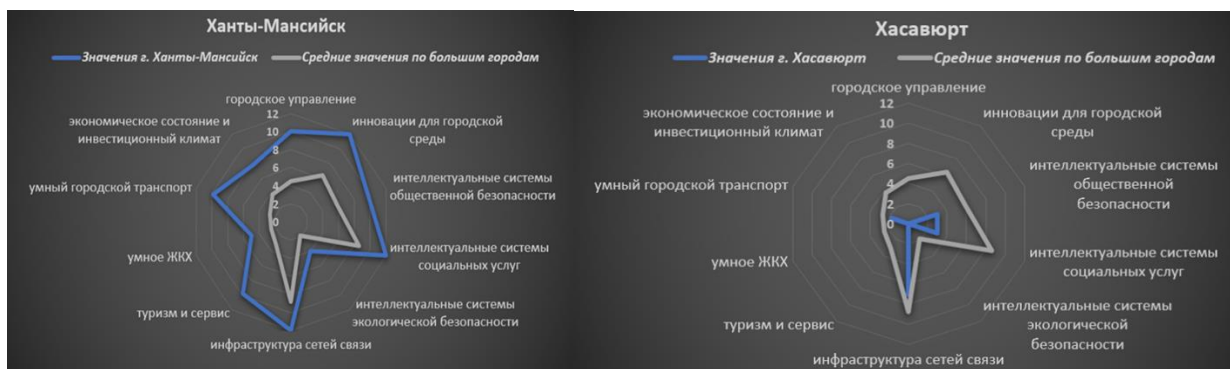 Ханты-Мансийск
Значения г. Ханты-Мансийск
Средние значения по большим городам
городское управление
12
10
8
6
4
2
0
инновации для городской
среды
интеллектуальные системы
общественной безопасности
интеллектуальные системы
социальных услуг
интеллектуальные системы
экологической безопасности
инфраструктура сетей связи
туризм и сервис
умное ЖКХ
умный городской транспорт
экономическое состояние и
инвестиционный климат
Хасавюрт
Значения г. Хасавюрт
Средние значения по большим городам
городское управление
12
10
8
6
4
2
0
инновации для городской
среды
интеллектуальные системы
общественной
безопасности
интеллектуальные системы
социальных услуг
интеллектуальные системы
экологической
безопасности
инфраструктура сетей связи
туризм и сервис
умное ЖКХ
умный городской транспорт
экономическое состояние и
инвестиционный климат